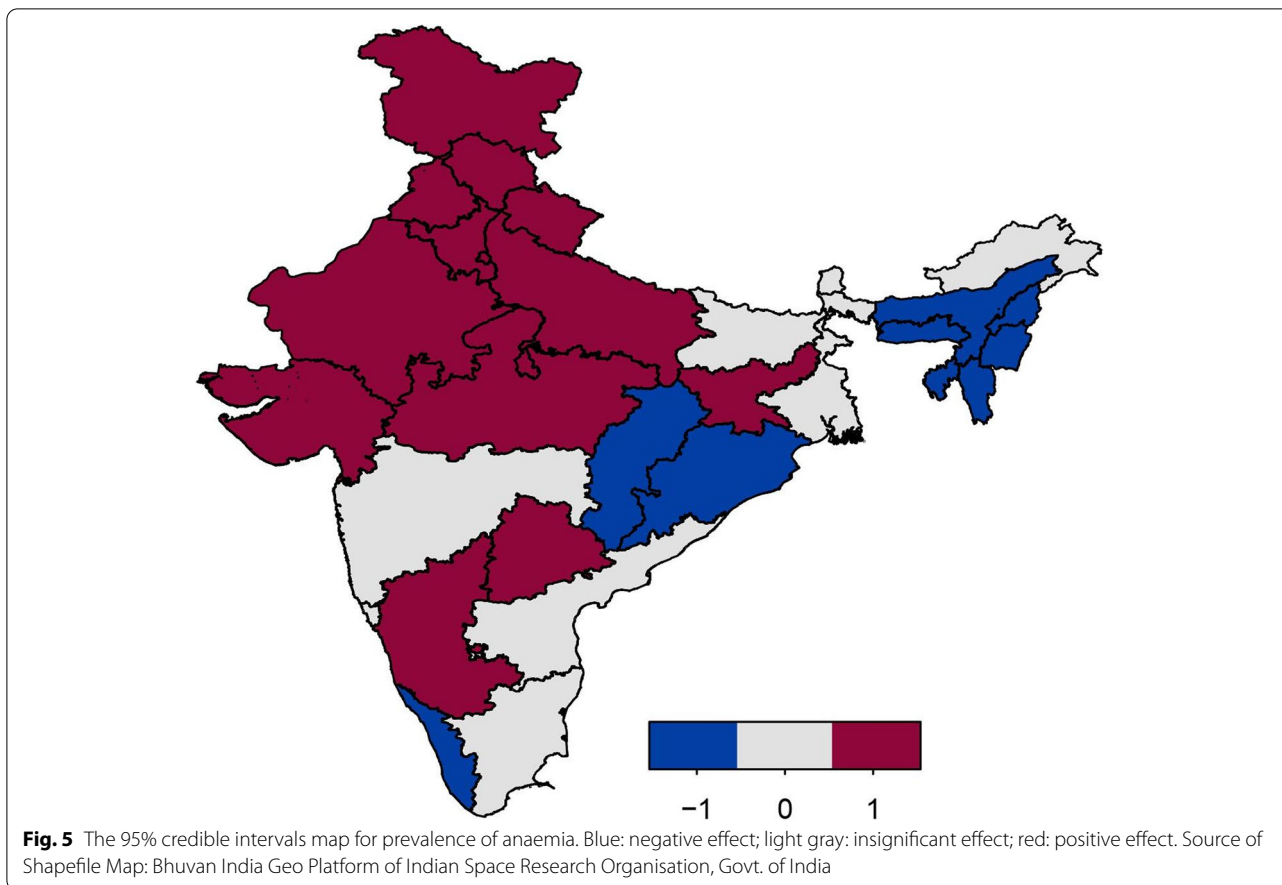 −1 0 1
Fig. 5 The 95% credible intervals map for prevalence of anaemia. Blue: negative effect; light gray: insignificant effect; red: positive effect. Source of
Shapefile Map: Bhuvan India Geo Platform of Indian Space Research Organisation, Govt. of India